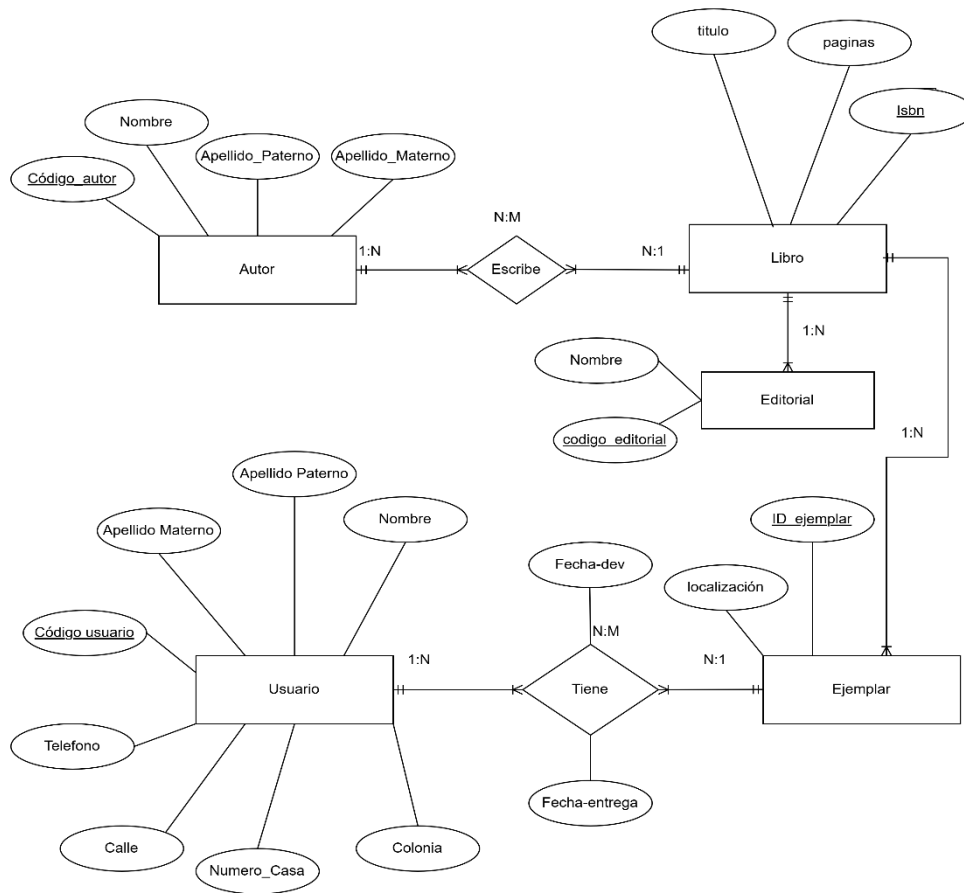 titulo
paginas
Isbn
Nombre
Apellido_Paterno
Apellido_Materno
Código_autor
N:M
1:N
N:1
Autor
Escribe
Libro
1:N
Nombre
Editorial
codigo_editorial
1:N
Apellido Paterno
Nombre
ID_ejemplar
Apellido Materno
Fecha-dev
localización
Código usuario
N:M
1:N
N:1
Usuario
Tiene
Ejemplar
Telefono
Fecha-entrega
Calle
Numero_Casa
Colonia